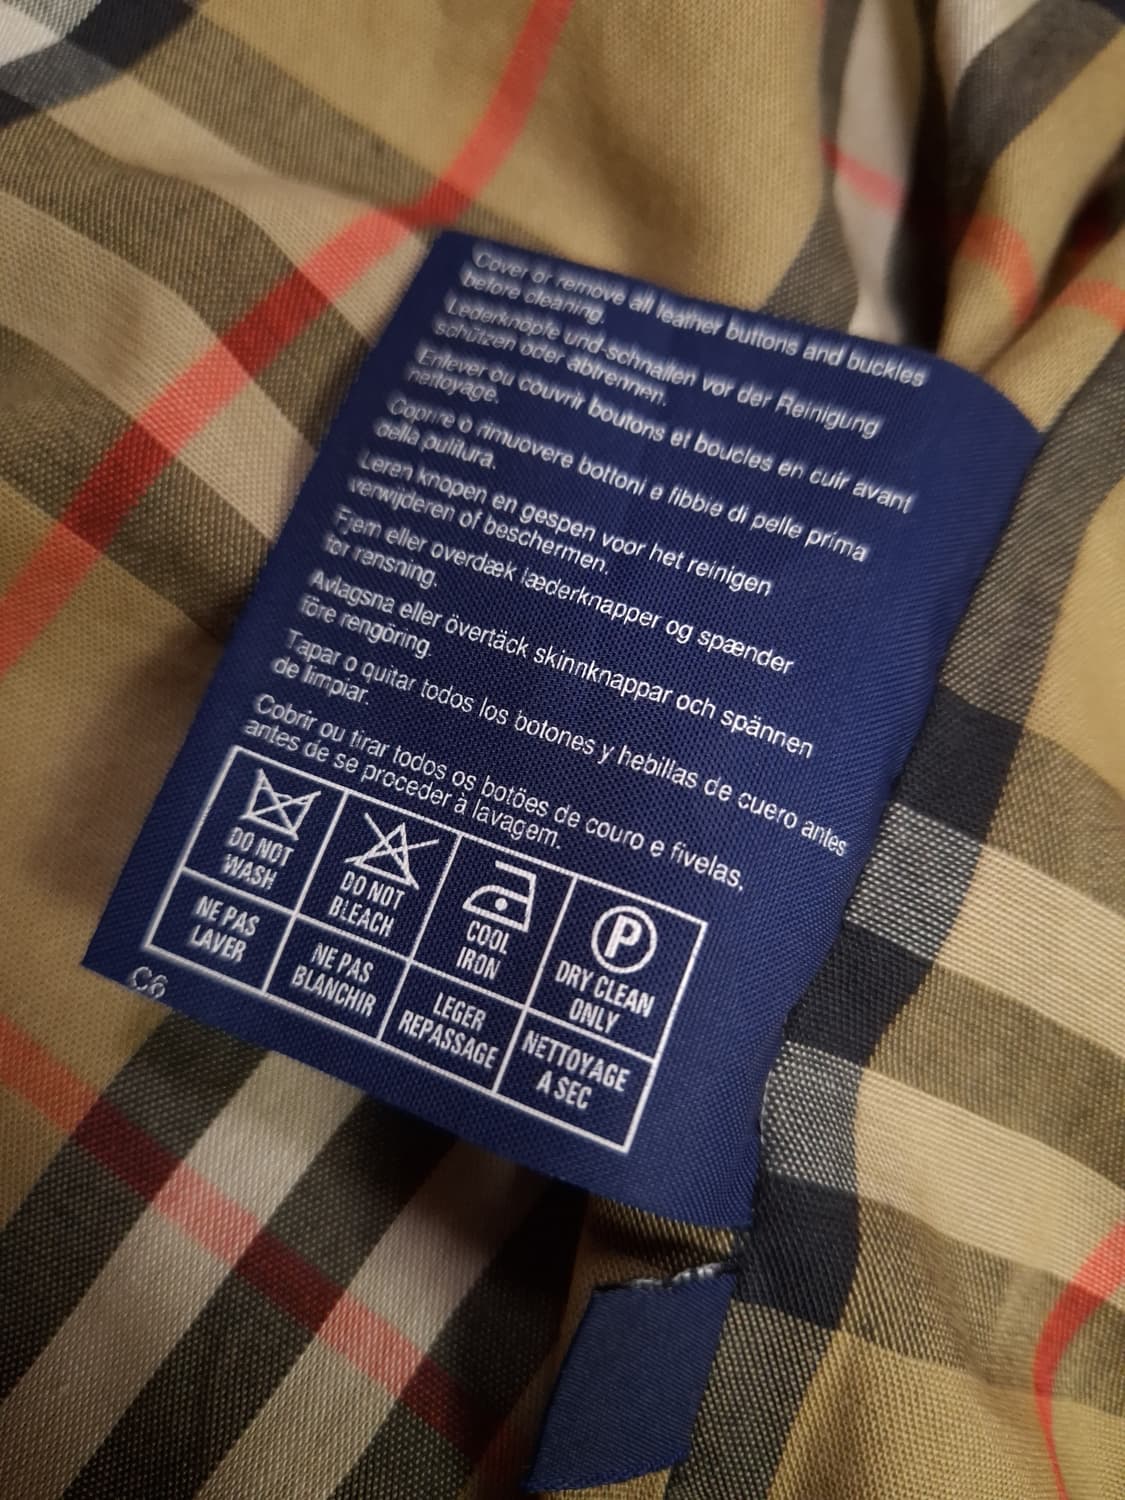 Cover or remove all leather buttons and buckles
before cleaning.
Lederknöpfe und-schnallen vor der Reinigung
schützen oder abtrennen.
Enlever ou couvrir boutons et boucles en cuir avant
nettoyage.
Coprire o rimuovere bottoni e fibbie di pelle prima
della pulitura.
Leren knopen en gespen voor het reinigen
verwijderen of beschermen.
Fjern eller overdæk læderknapper og spænder
for rensning.
Avlagsna eller övertäck skinnknappar och spännen
före rengöring.
Tapar o quitar todos los botones y hebillas de cuero antes
de limpiar.
Cobrir ou tirar todos os botões de couro e fivelas,
antes de se proceder à lavagem.
DO NOT
WASH
DO NOT
BLEACH
COOL
IRON
P
DRY CLEAN
ONLY
NE PAS
LAVER
NE PAS
BLANCHIR
LEGER
REPASSAGE
NETTOYAGE
A SEC
C6